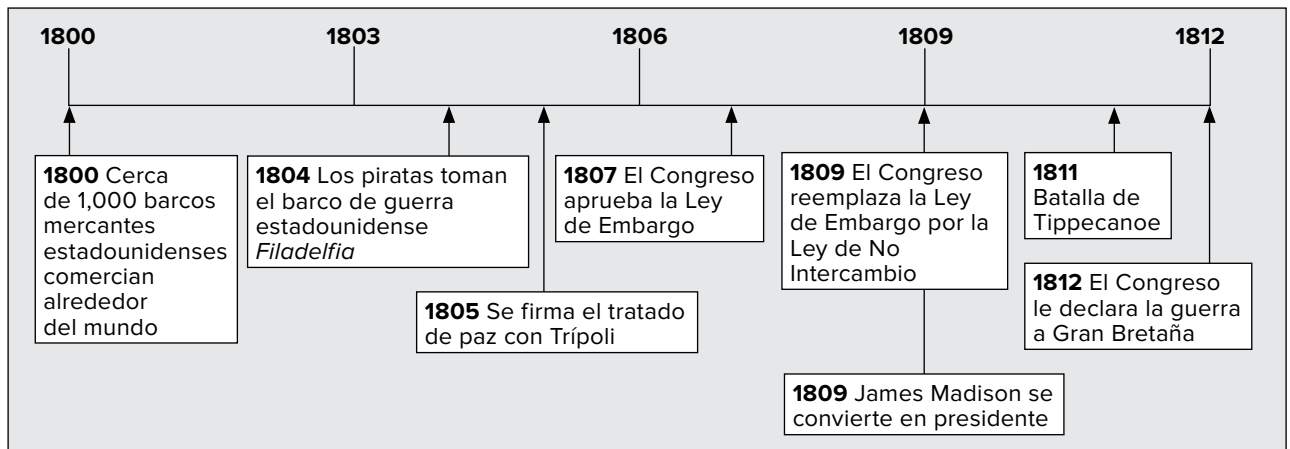 1800
1803
1806
1809
1812
1800 Cerca
de 1,000 barcos
mercantes
estadounidenses
comercian
alrededor
del mundo
1804 Los piratas toman
el barco de guerra
estadounidense
Filadelfia
1805 Se firma el tratado
de paz con Trípoli
1807 El Congreso
aprueba la Ley
de Embargo
1809 El Congreso
reemplaza la Ley
de Embargo por la
Ley de No
Intercambio
1809 James Madison se
convierte en presidente
1811
Batalla de
Tippecanoe
1812 El Congreso
le declara la guerra
a Gran Bretaña